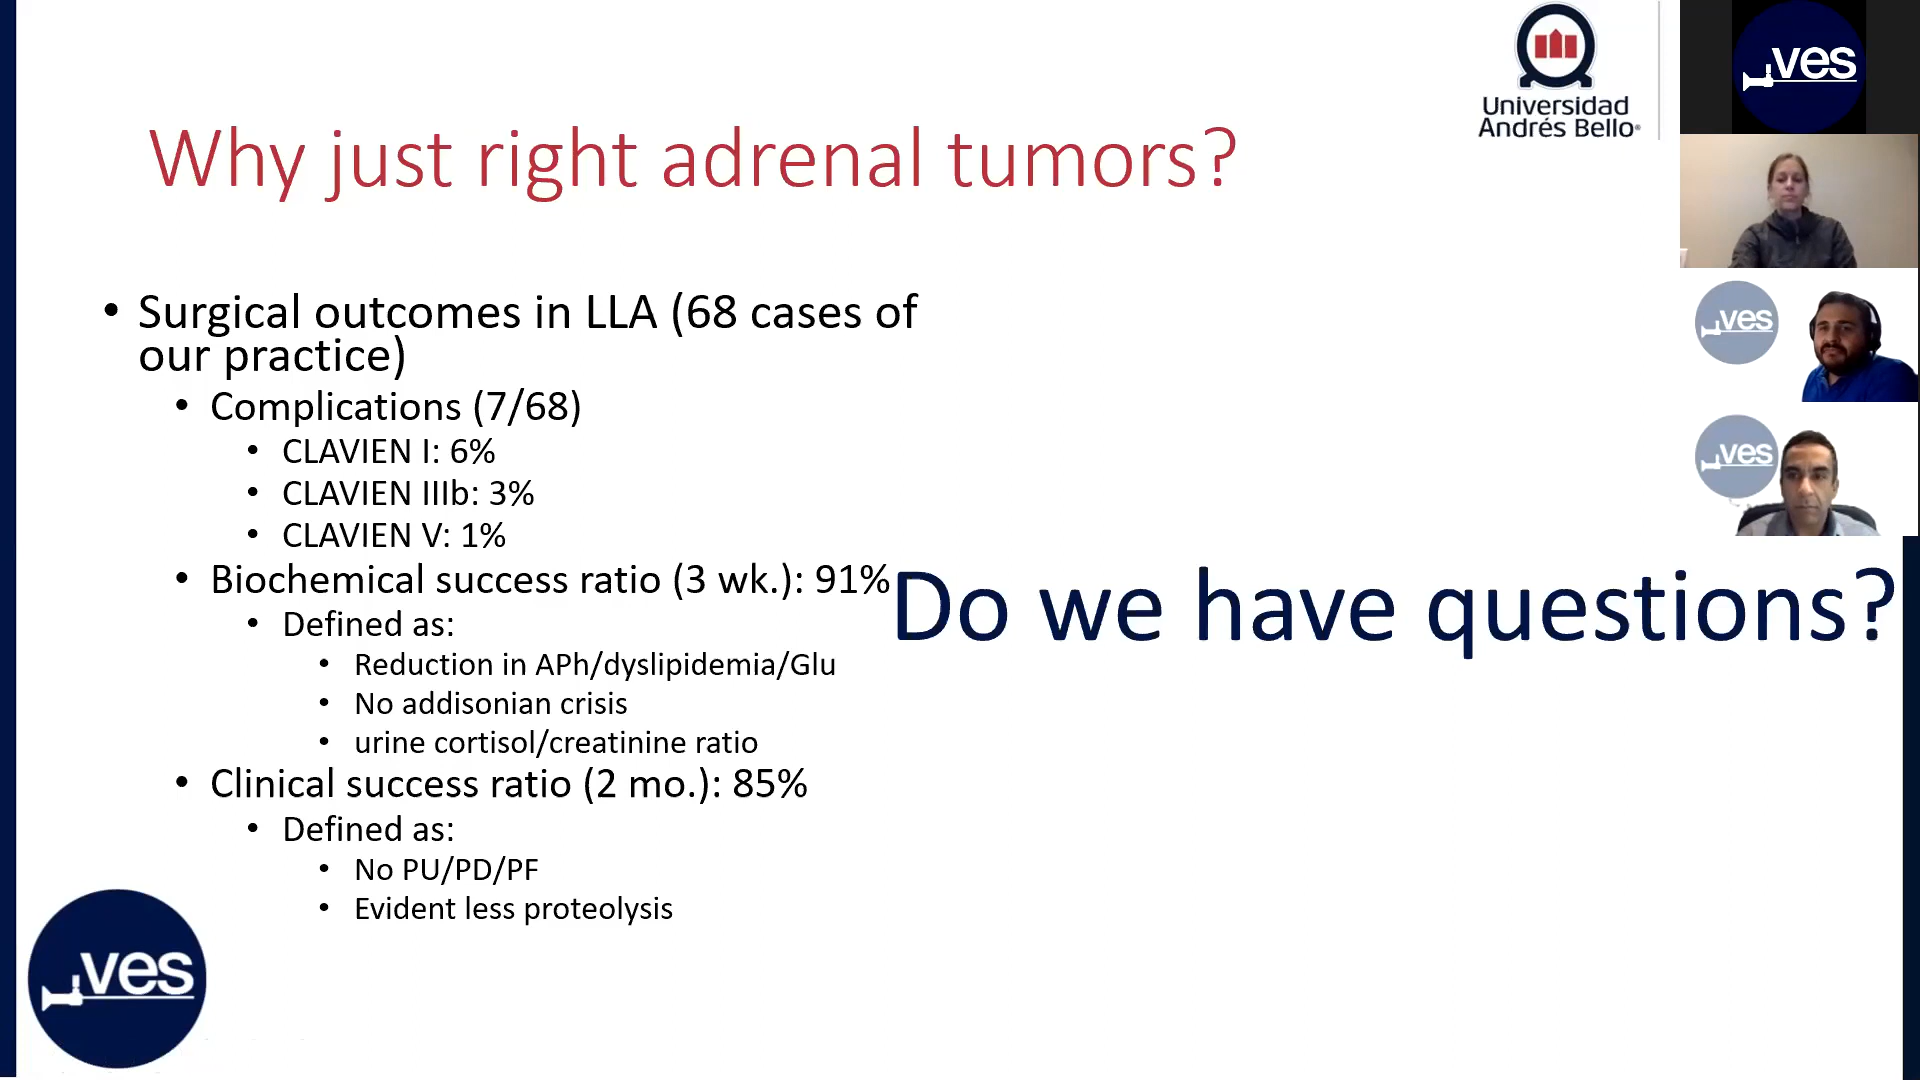 Universidad
Andrés Bello®
ves
Why just right adrenal tumors?
• Surgical outcomes in LLA (68 cases of
our practice)
• Complications (7/68)
• CLAVIEN I: 6%
• CLAVIEN IIIb: 3%
• CLAVIEN V: 1%
• Biochemical success ratio (3 wk.): 91%
• Defined as:
• Reduction in APh/dyslipidemia/Glu
• No addisonian crisis
• urine cortisol/creatinine ratio
• Clinical success ratio (2 mo.): 85%
• Defined as:
• No PU/PD/PF
• Evident less proteolysis
Do we have questions?
ves
ves
ves